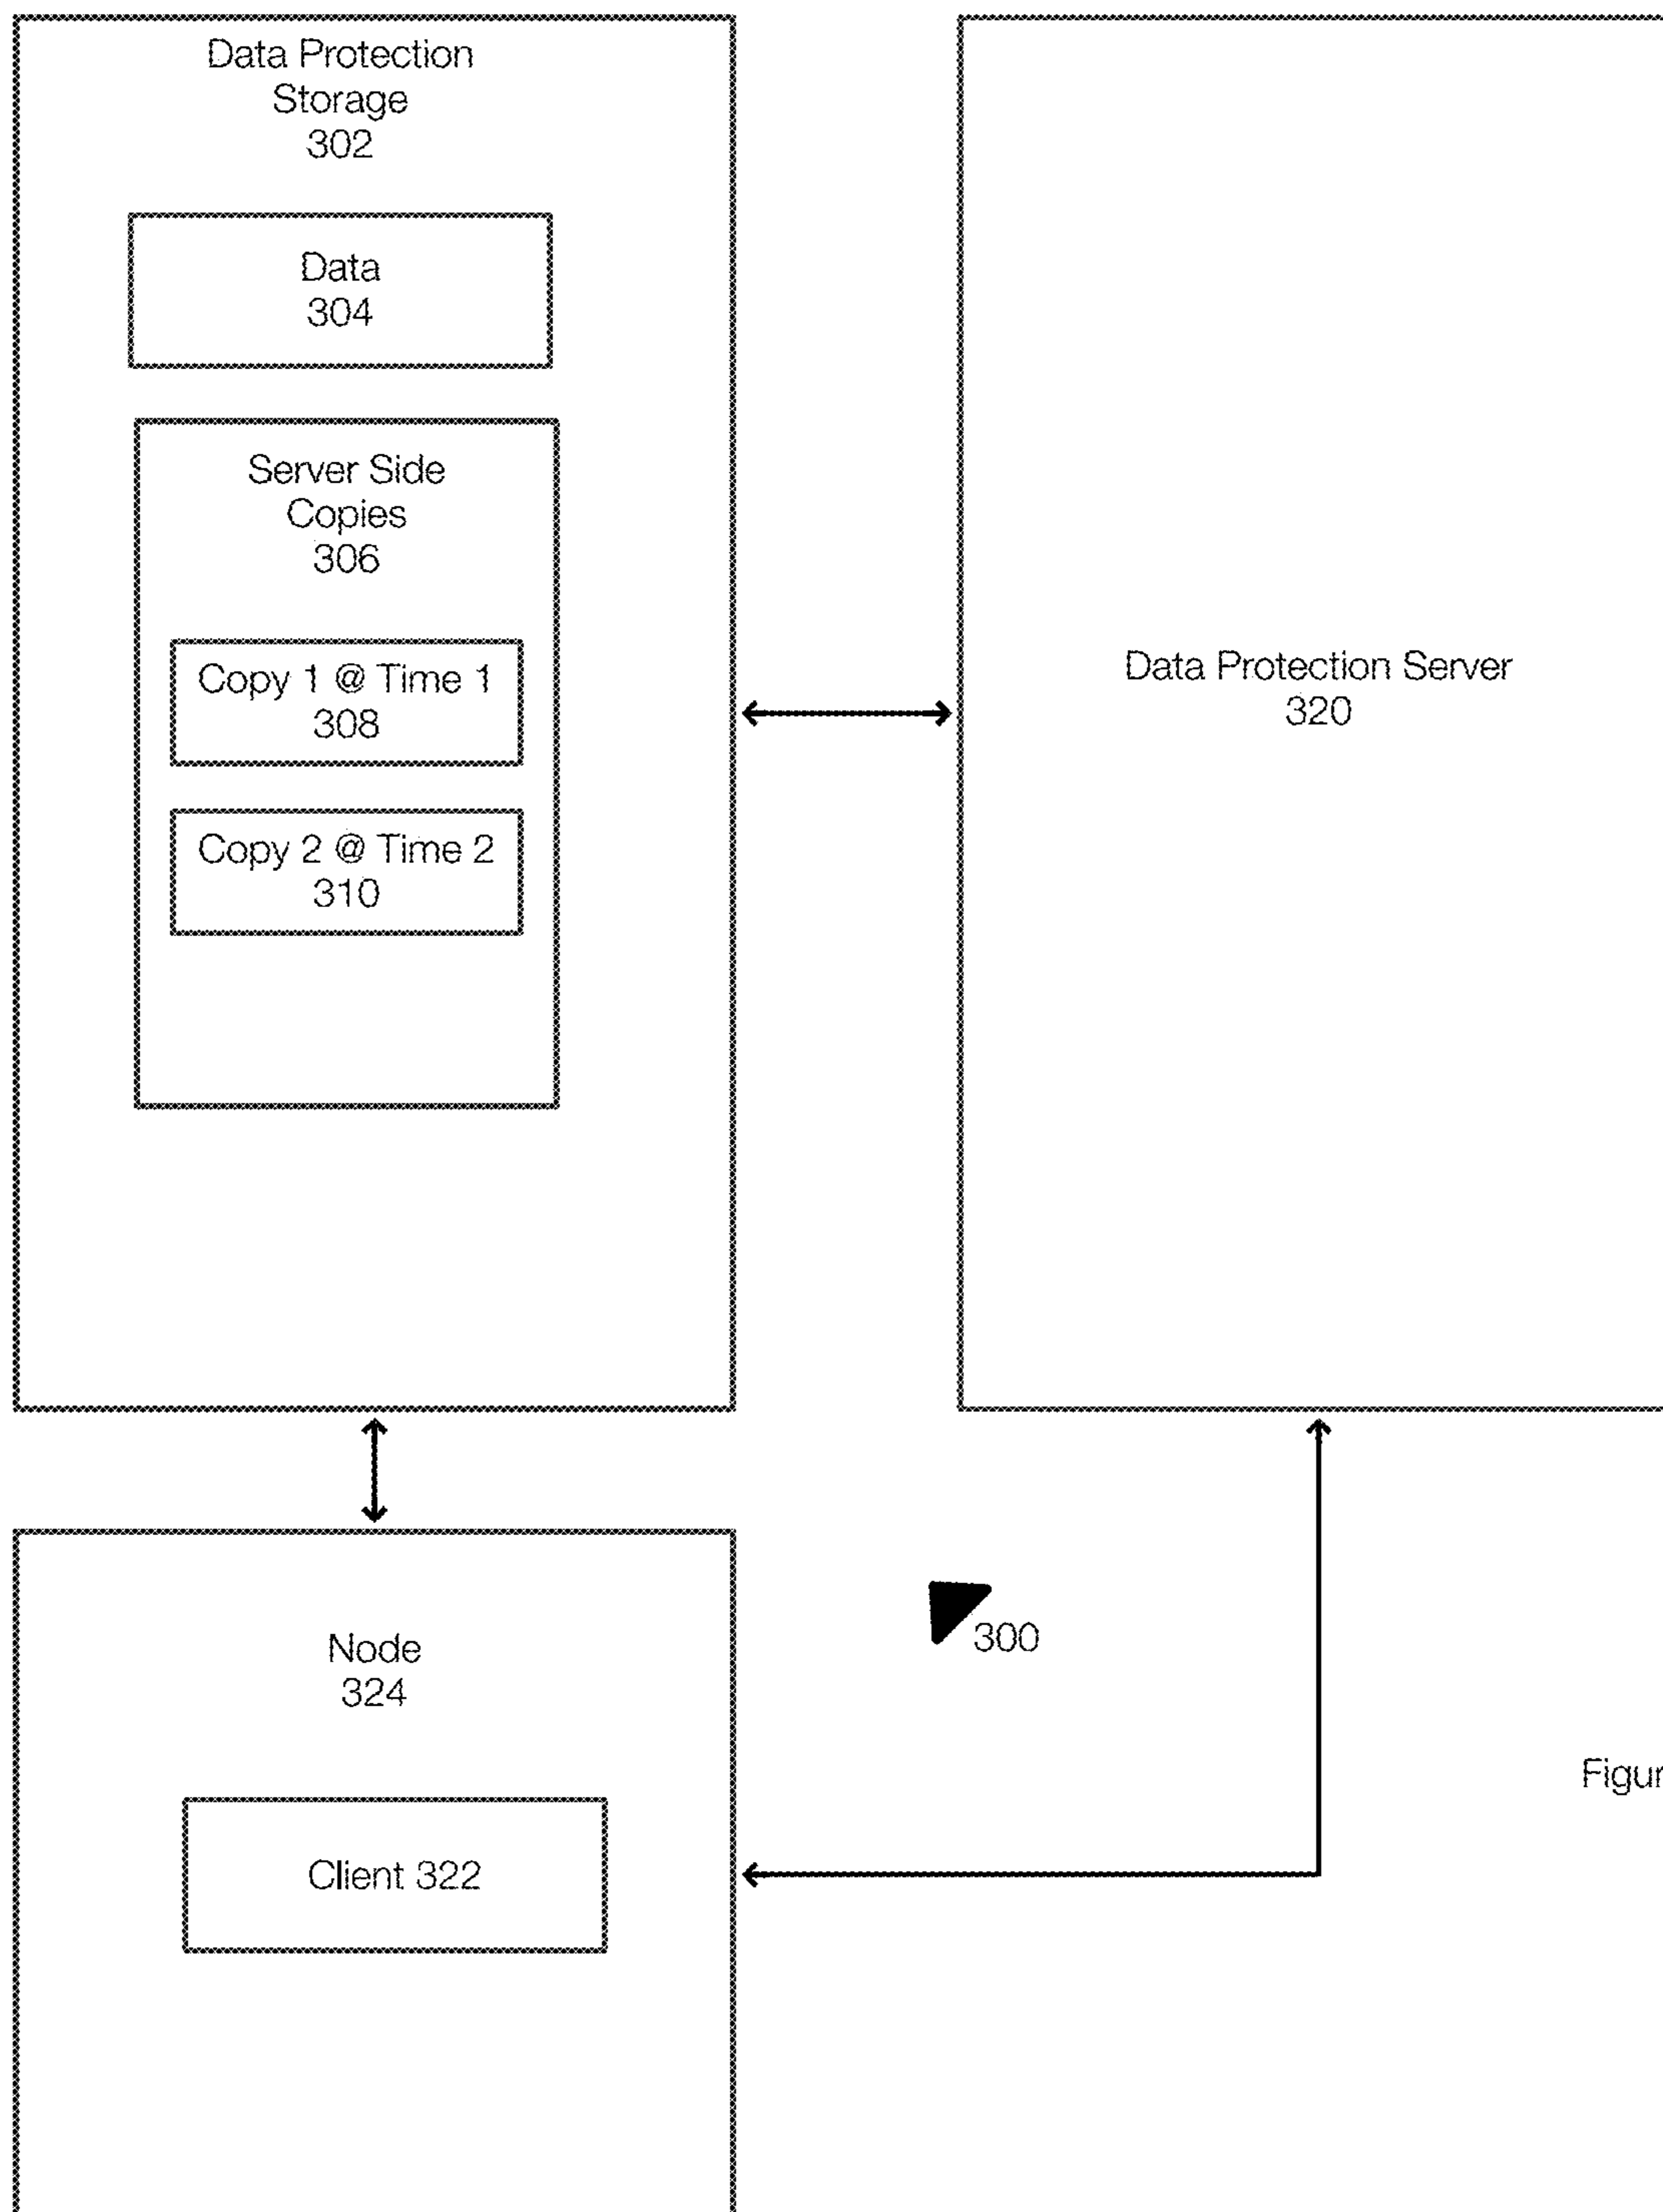 Data Protection
Storage
302
Data
304
Server Side
Copies
306
Copy 1 @ Time 1
308
Copy 2 @ Time 2
310
Data Protection Server
320
Node
324
Client 322
300
Figur